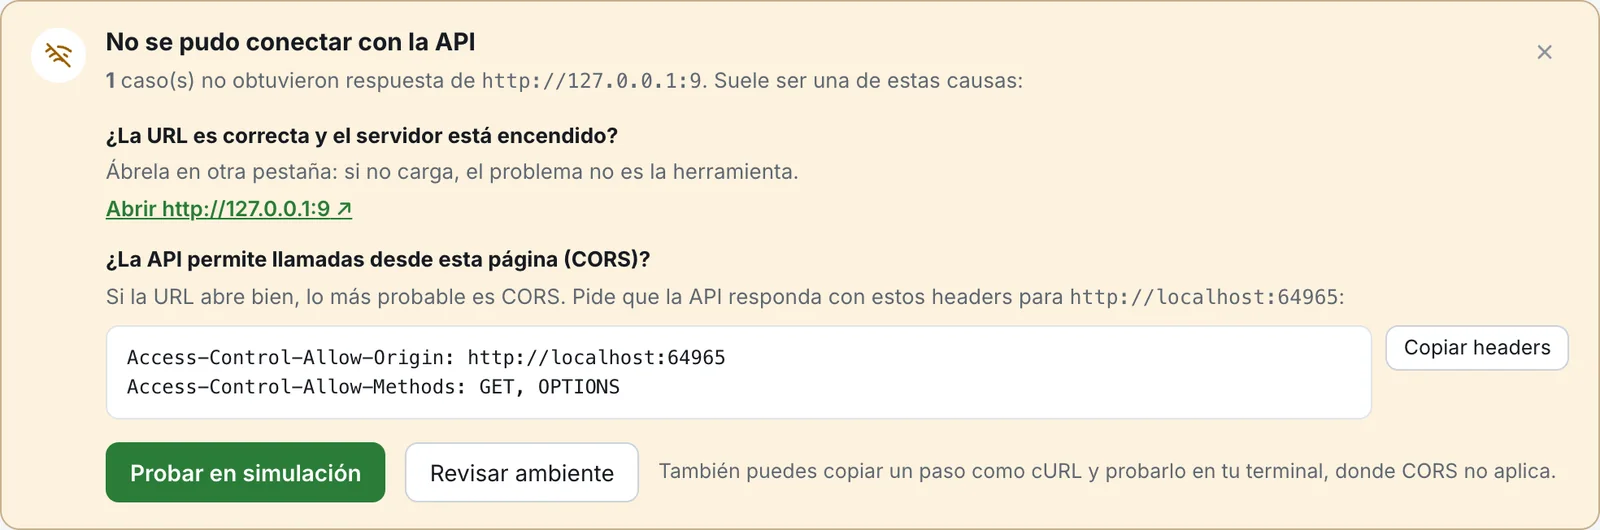 No se pudo conectar con la API
1 caso(s) no obtuvieron respuesta de http://127.0.0.1:9. Suele ser una de estas causas:
¿La URL es correcta y el servidor está encendido?
Ábrela en otra pestaña: si no carga, el problema no es la herramienta.
Abrir http://127.0.0.1:9 ↗
¿La API permite llamadas desde esta página (CORS)?
Si la URL abre bien, lo más probable es CORS. Pide que la API responda con estos headers para http://localhost:64965:
Access-Control-Allow-Origin: http://localhost:64965
Access-Control-Allow-Methods: GET, OPTIONS
Copiar headers
Probar en simulación
Revisar ambiente
También puedes copiar un paso como cURL y probarlo en tu terminal, donde CORS no aplica.